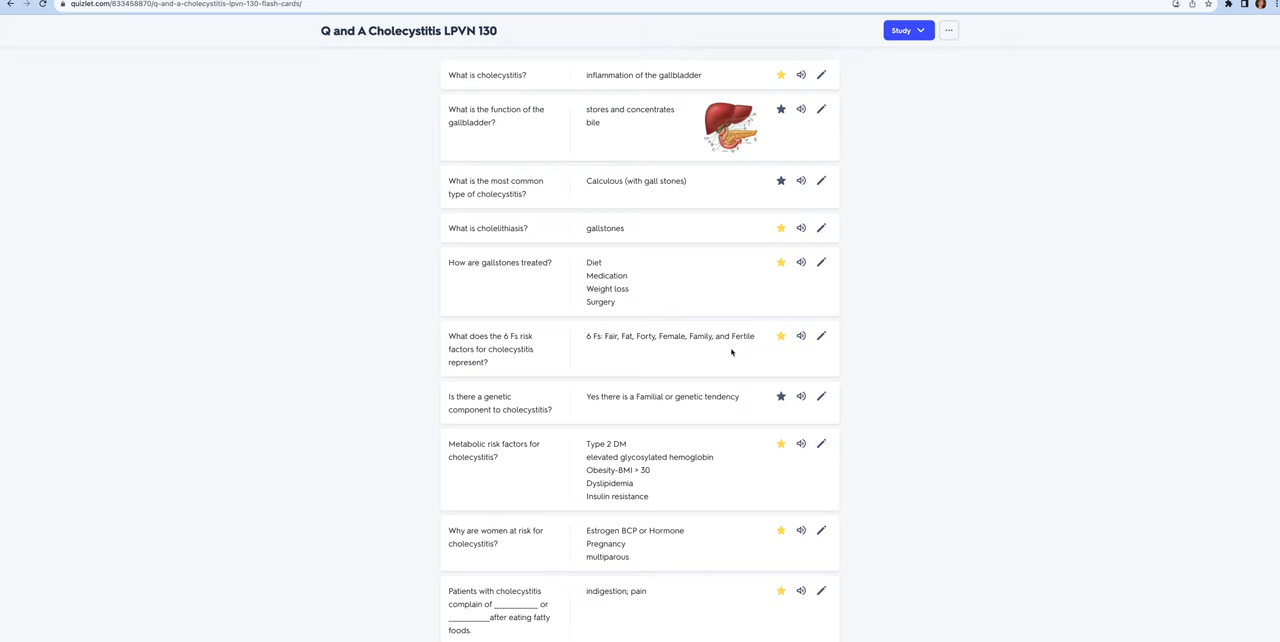 quizlet.com/833458870/q-and-a-cholecystitis-lpvn-130-flash-cards/
Q and A Cholecystitis LPVN 130
Study
What is cholecystitis?
inflammation of the gallbladder
What is the function of the
gallbladder?
stores and concentrates
bile
What is the most common
type of cholecystitis?
Calculous (with gall stones)
What is cholelithiasis?
gallstones
How are gallstones treated?
Diet
Medication
Weight loss
Surgery
What does the 6 Fs risk
factors for cholecystitis
represent?
6 Fs: Fair, Fat, Forty, Female, Family, and Fertile
Is there a genetic
component to cholecystitis?
Yes there is a Familial or genetic tendency
Metabolic risk factors for
cholecystitis?
Type 2 DM
elevated glycosylated hemoglobin
Obesity-BMI > 30
Dyslipidemia
Insulin resistance
Why are women at risk for
cholecystitis?
Estrogen BCP or Hormone
Pregnancy
multiparous
Patients with cholecystitis
complain of __________ or
_________after eating fatty
foods.
indigestion; pain